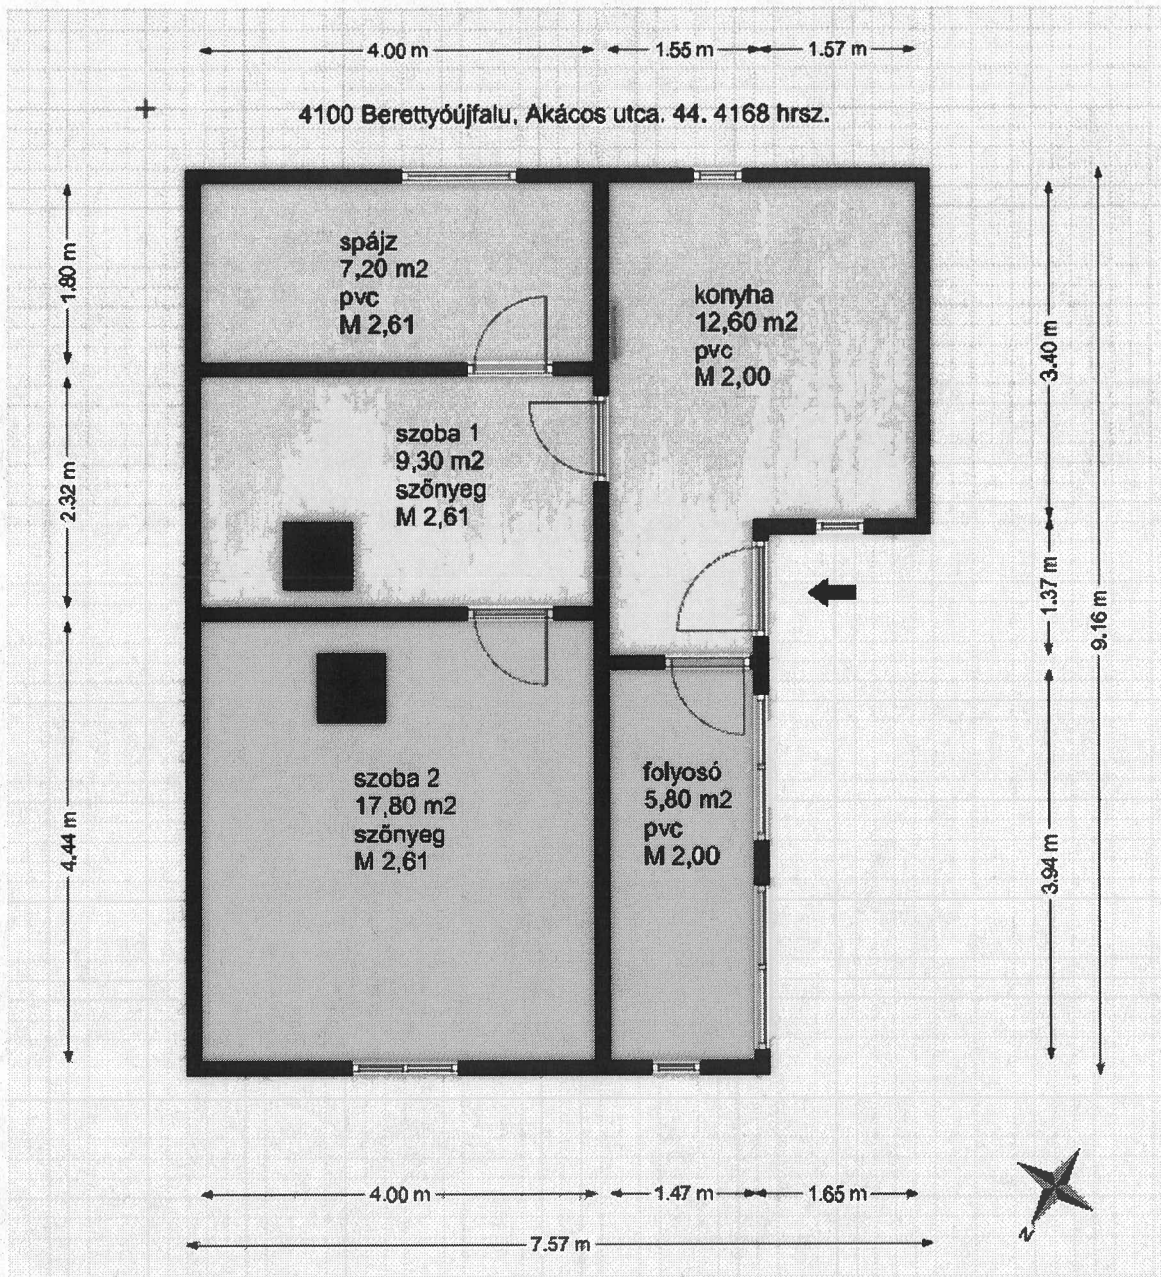 4.00 m
1.55 m
1.57 m
4100 Berettyóújfalu, Akácos utca. 44. 4168 hrsz.
1.80 m
2.32 m
4.44 m
spájz
7,20 m2
pvc
M 2,61
konyha
12,60 m2
pvc
M 2,00
szoba 1
9,30 m2
szőnyeg
M 2,61
szoba 2
17,80 m2
szőnyeg
M 2,61
folyosó
5,80 m2
pvc
M 2,00
3.40 m
1.37 m
3.94 m
9.16 m
4.00 m
1.47 m
1.65 m
7.57 m
N